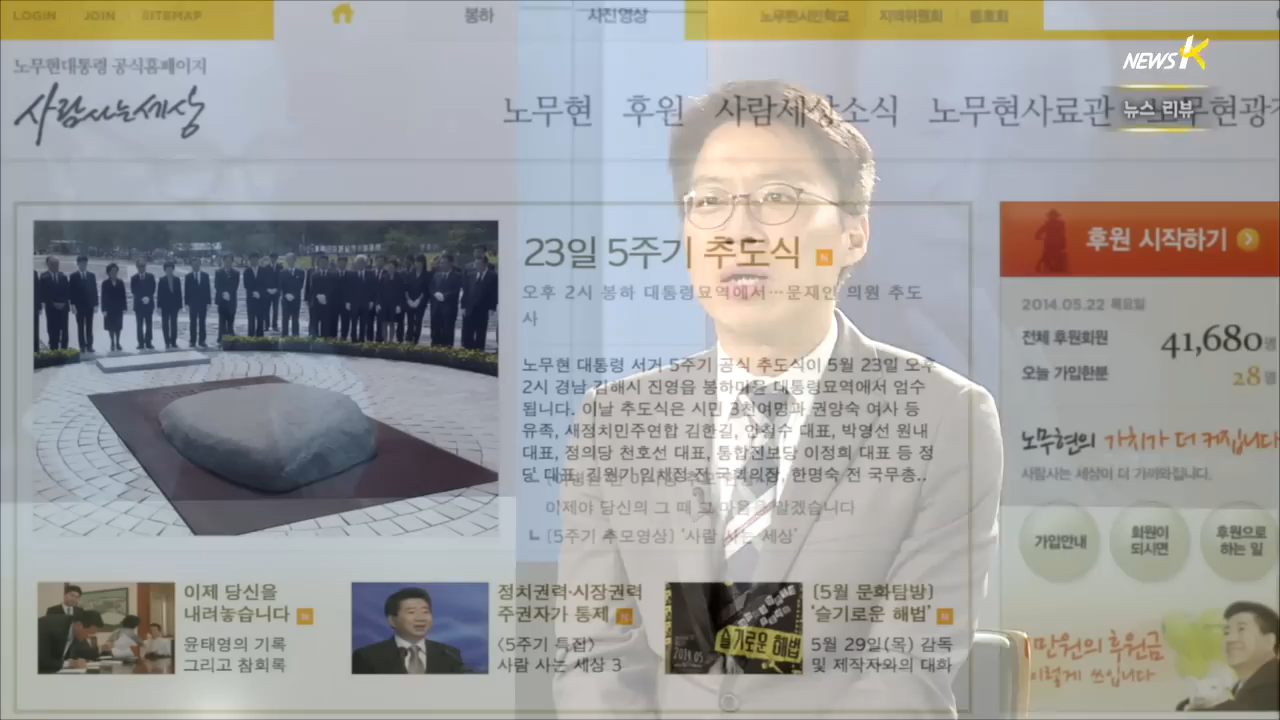 LOGIN JOIN SITEMAP
봉하
사진영상
노무현시민학교 지역위원회 동호회
NEWS K
뉴스 리뷰
노무현대통령 공식홈페이지
사람사는세상
노무현 후원 사람세상소식 노무현사료관 노무현광
23일 5주기 추도식
오후 2시 봉하 대통령묘역에서…문재인 의원 추도
사
노무현 대통령 서거 5주기 공식 추도식이 5월 23일 오후
2시 경남 김해시 진영읍 봉하마을 대통령묘역에서 엄수
됩니다. 이날 추도식은 시민 3천여명과 권양숙 여사 등
유족, 새정치민주연합 김한길, 안철수 대표, 박영선 원내
대표, 정의당 천호선 대표, 통합진보당 이정희 대표 등 정
당 대표, 김원기·임채정 전 국회의장, 한명숙 전 국무총..
이제야 당신의 그 때 그 마음을 알겠습니다
ㄴ [5주기 추모영상] '사람 사는 세상'
후원 시작하기
2014.05.22 목요일
전체 후원회원 41,680명
오늘 가입한분 28명
노무현의 가치가 더 커집니다
사람사는 세상이 더 가까워집니다.
가입안내
회원이
되시면
후원으로
하는 일
만원의 후원금
이렇게 쓰입니다
이제 당신을
내려놓습니다
윤태영의 기록
그리고 참회록
정치권력·시장권력
주권자가 통제
<5주기 특집>
사람 사는 세상 3
슬기로운 해법
2014.05
[5월 문화탐방]
'슬기로운 해법'
5월 29일(목) 감독
및 제작자와의 대화